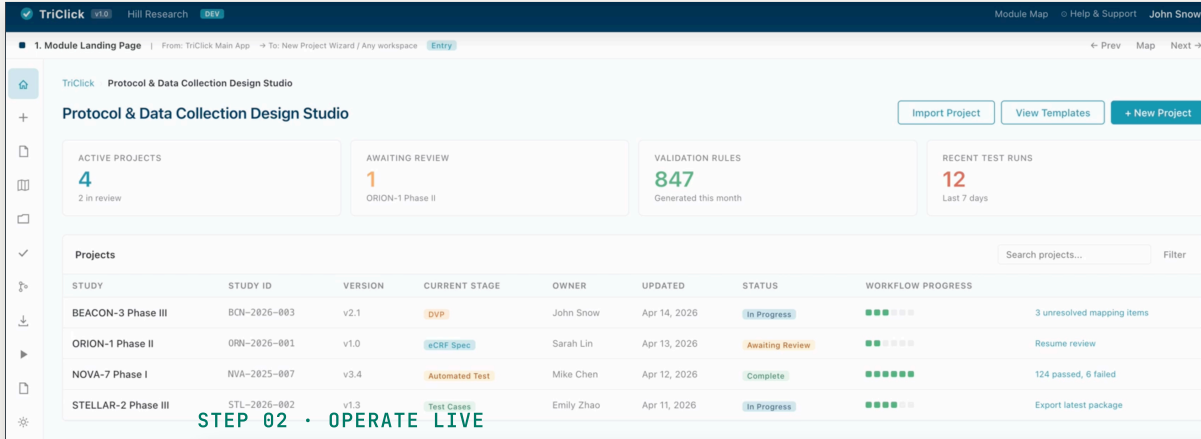 TriClick v1.0 Hill Research DEV Module Map Help & Support John Snow
1. Module Landing Page | From: TriClick Main App → To: New Project Wizard / Any workspace Entry ← Prev Map Next →
TriClick Protocol & Data Collection Design Studio
Protocol & Data Collection Design Studio Import Project View Templates + New Project
ACTIVE PROJECTS AWAITING REVIEW VALIDATION RULES RECENT TEST RUNS
4 1 847 12
2 in review ORION-1 Phase II Generated this month Last 7 days
Projects Search projects... Filter
STUDY STUDY ID VERSION CURRENT STAGE OWNER UPDATED STATUS WORKFLOW PROGRESS
BEACON-3 Phase III BCN-2026-003 v2.1 DVP John Snow Apr 14, 2026 In Progress 3 unresolved mapping items
ORION-1 Phase II ORN-2026-001 v1.0 eCRF Spec Sarah Lin Apr 13, 2026 Awaiting Review Resume review
NOVA-7 Phase I NVA-2025-007 v3.4 Automated Test Mike Chen Apr 12, 2026 Complete 124 passed, 6 failed
STELLAR-2 Phase III STL-2026-002 v1.3 Test Cases Emily Zhao Apr 11, 2026 In Progress Export latest package
STEP 02 · OPERATE LIVE